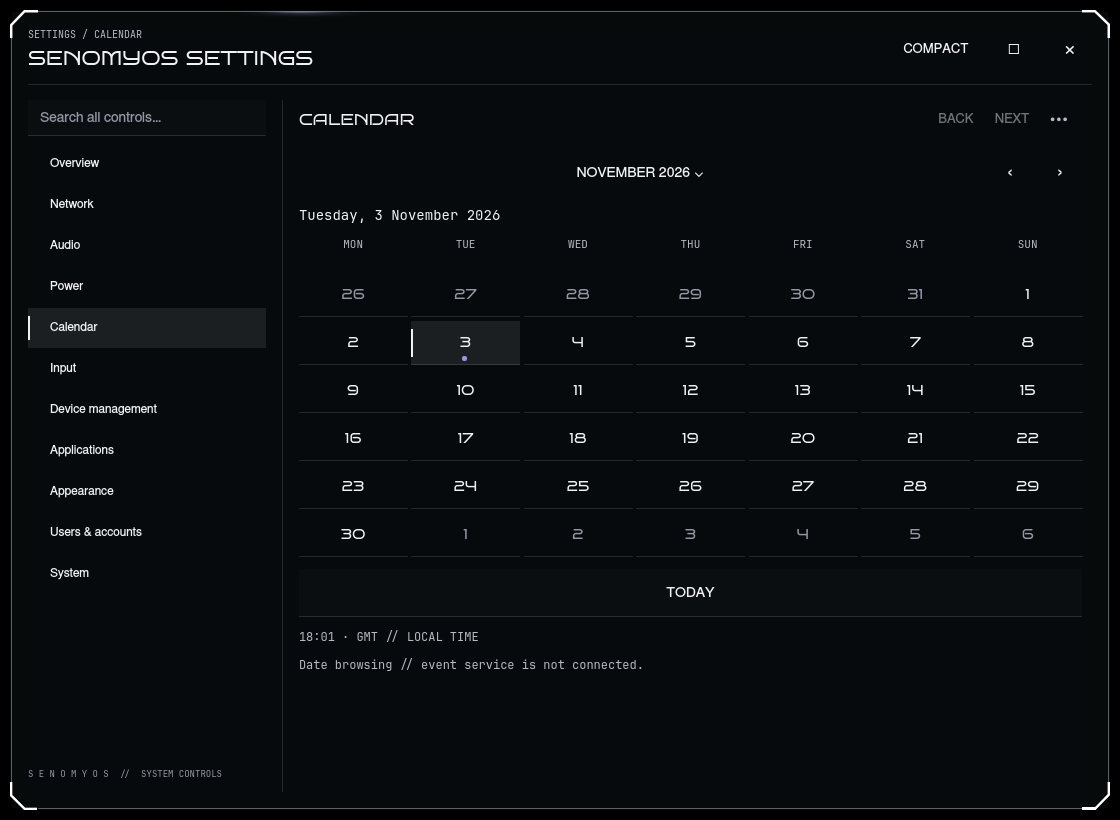 SETTINGS / CALENDAR
SENOMYOS SETTINGS
COMPACT
Search all controls...
Overview
Network
Audio
Power
Calendar
Input
Device management
Applications
Appearance
Users & accounts
System
SENOMYOS // SYSTEM CONTROLS
CALENDAR
BACK NEXT
NOVEMBER 2026
Tuesday, 3 November 2026
MON TUE WED THU FRI SAT SUN
26 27 28 29 30 31 1
2 3 4 5 6 7 8
9 10 11 12 13 14 15
16 17 18 19 20 21 22
23 24 25 26 27 28 29
30 1 2 3 4 5 6
TODAY
18:01 · GMT // LOCAL TIME
Date browsing // event service is not connected.